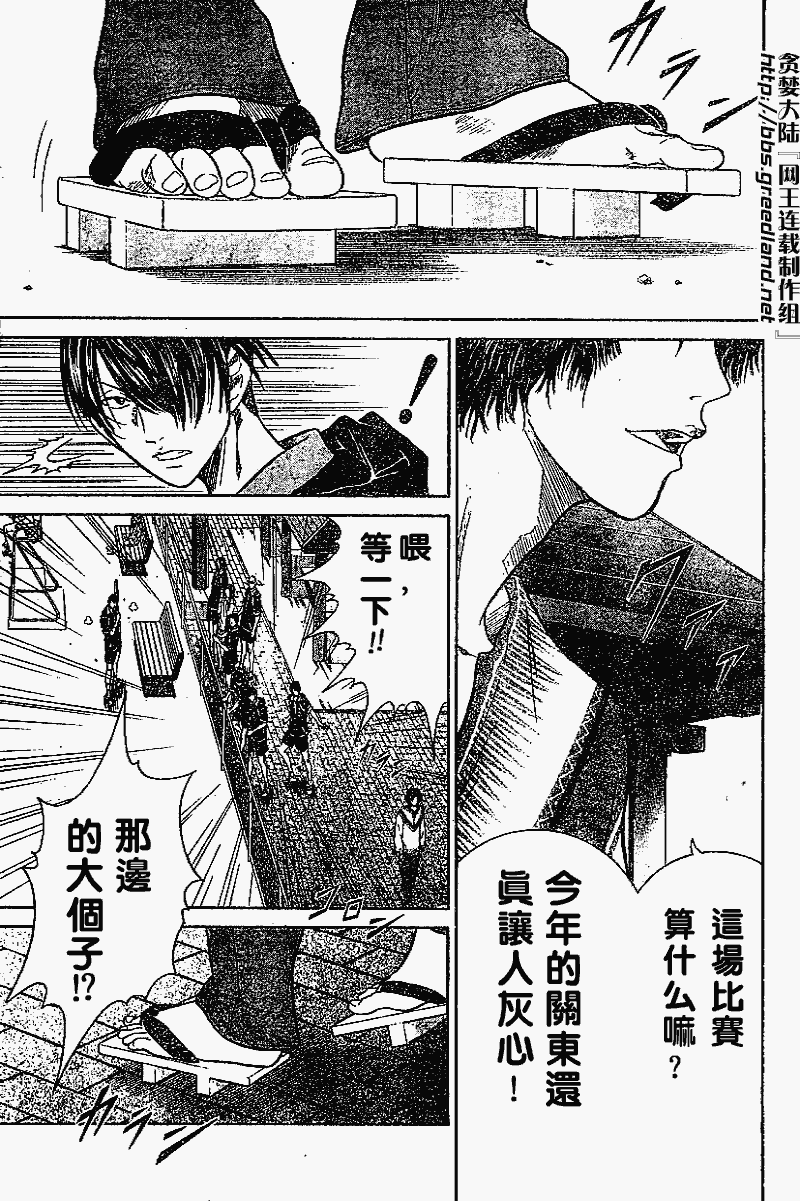 贪婪大陆『网王连载制作组』
http://bbs.greedland.net
這場比賽
算什么嘛？
今年的關東還
眞讓人灰心！
！
喂，
等一下!!
那邊
的大個子!?